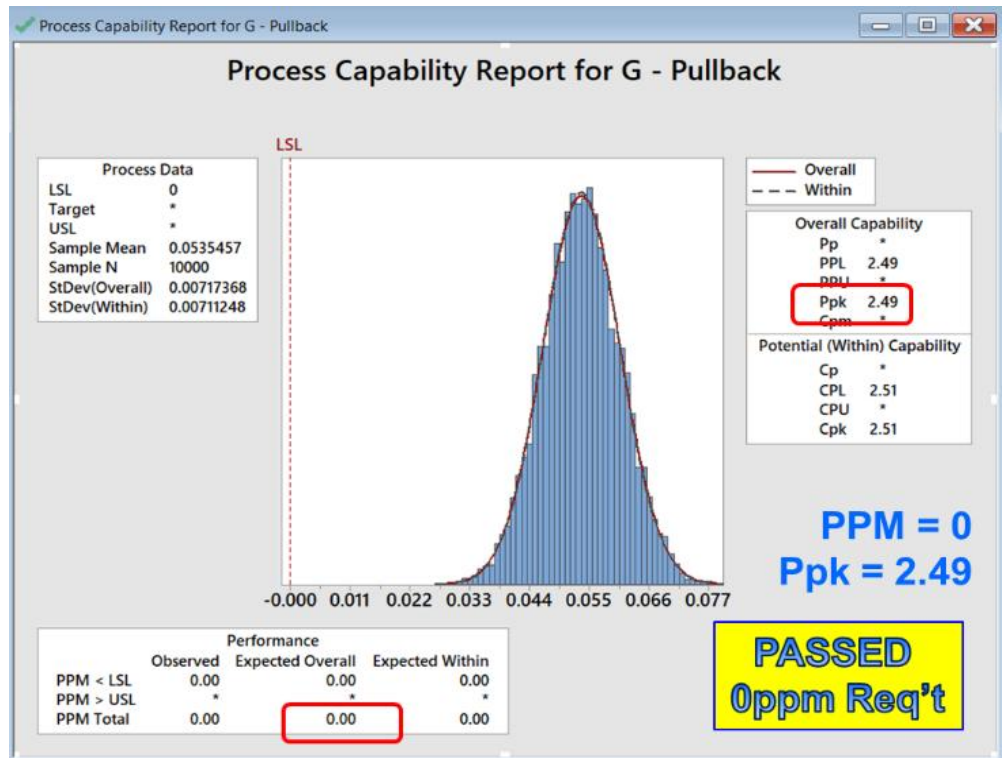 Process Capability Report for G - Pullback
Process Capability Report for G - Pullback
LSL
Process Data
LSL 0
Target *
USL *
Sample Mean 0.0535457
Sample N 10000
StDev(Overall) 0.00717368
StDev(Within) 0.00711248
Overall
Within
Overall Capability
Pp *
PPL 2.49
PPU *
Ppk 2.49
Cpm *
Potential (Within) Capability
Cp *
CPL 2.51
CPU *
Cpk 2.51
PPM = 0
Ppk = 2.49
-0.000 0.011 0.022 0.033 0.044 0.055 0.066 0.077
Performance
Observed Expected Overall Expected Within
PPM < LSL 0.00 0.00 0.00
PPM > USL * * *
PPM Total 0.00 0.00 0.00
PASSED
0ppm Req't